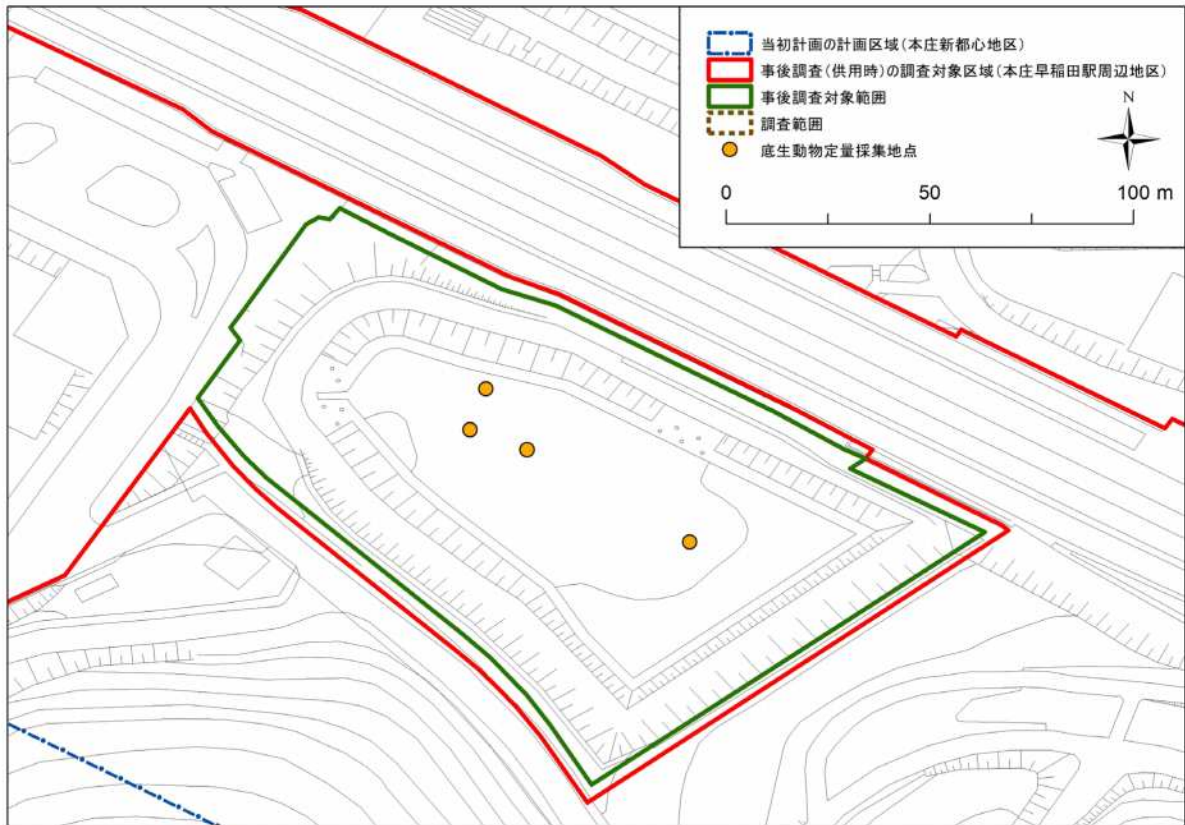 当初計画の計画区域(本庄新都心地区)
事後調査(供用時)の調査対象区域(本庄早稲田駅周辺地区)
事後調査対象範囲
調査範囲
底生動物定量採集地点
N
0 50 100 m